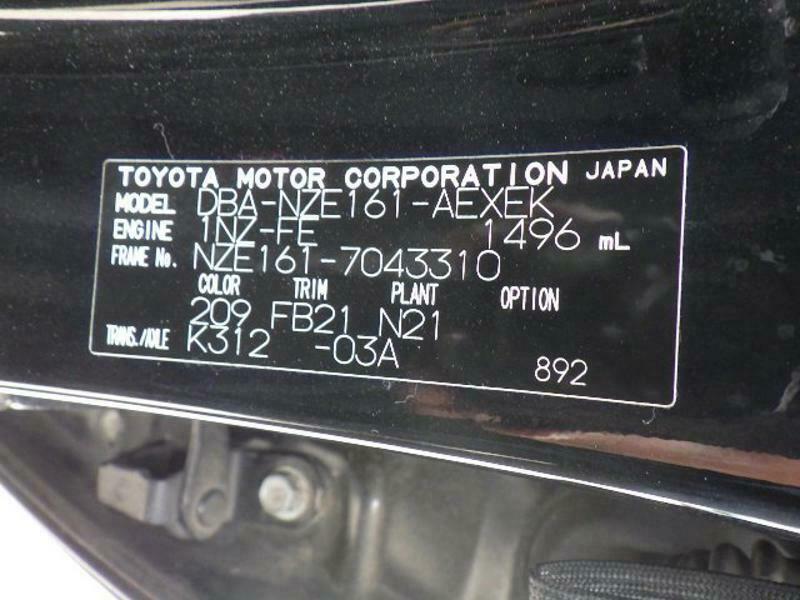 TOYOTA MOTOR CORPORATION JAPAN
MODEL DBA-NZE161-AEXEK
ENGINE 1NZ-FE 1496 mL
FRAME No. NZE161-7043310
COLOR TRIM PLANT OPTION
209 FB21 N21
TRANS./AXLE K312 -03A 892